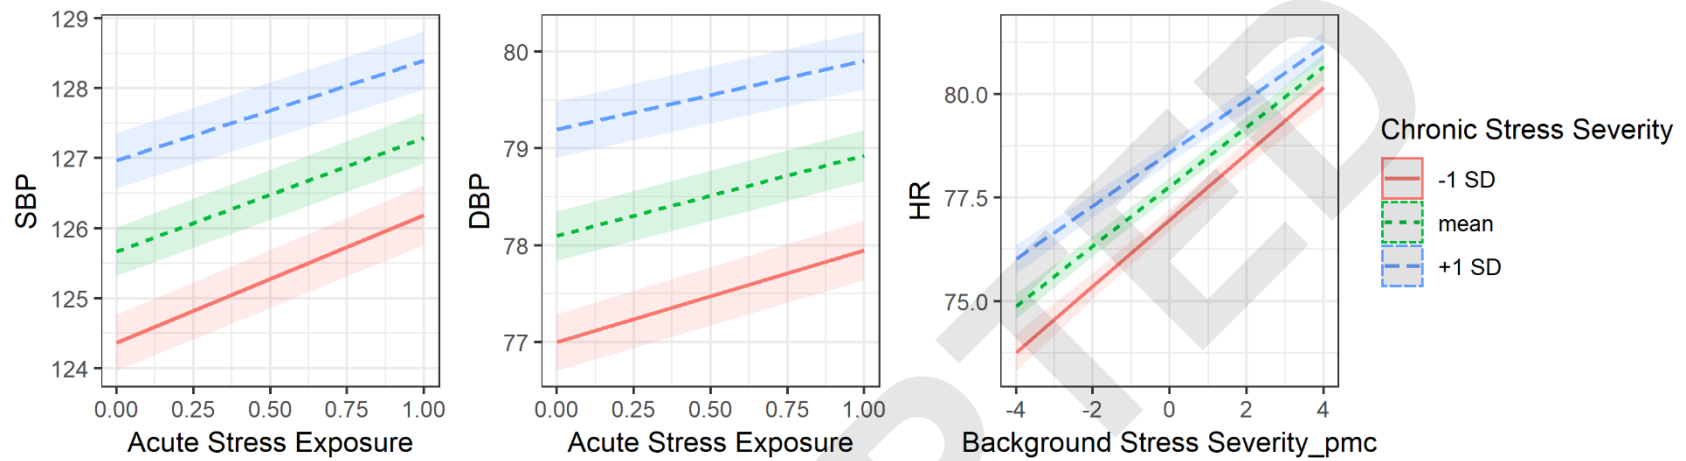 129
128
127
126
125
124
SBP
0.00 0.25 0.50 0.75 1.00
Acute Stress Exposure
80
79
78
77
DBP
0.00 0.25 0.50 0.75 1.00
Acute Stress Exposure
80.0
77.5
75.0
HR
-4 -2 0 2 4
Background Stress Severity_pmc
Chronic Stress Severity
-1 SD
mean
+1 SD
PTED